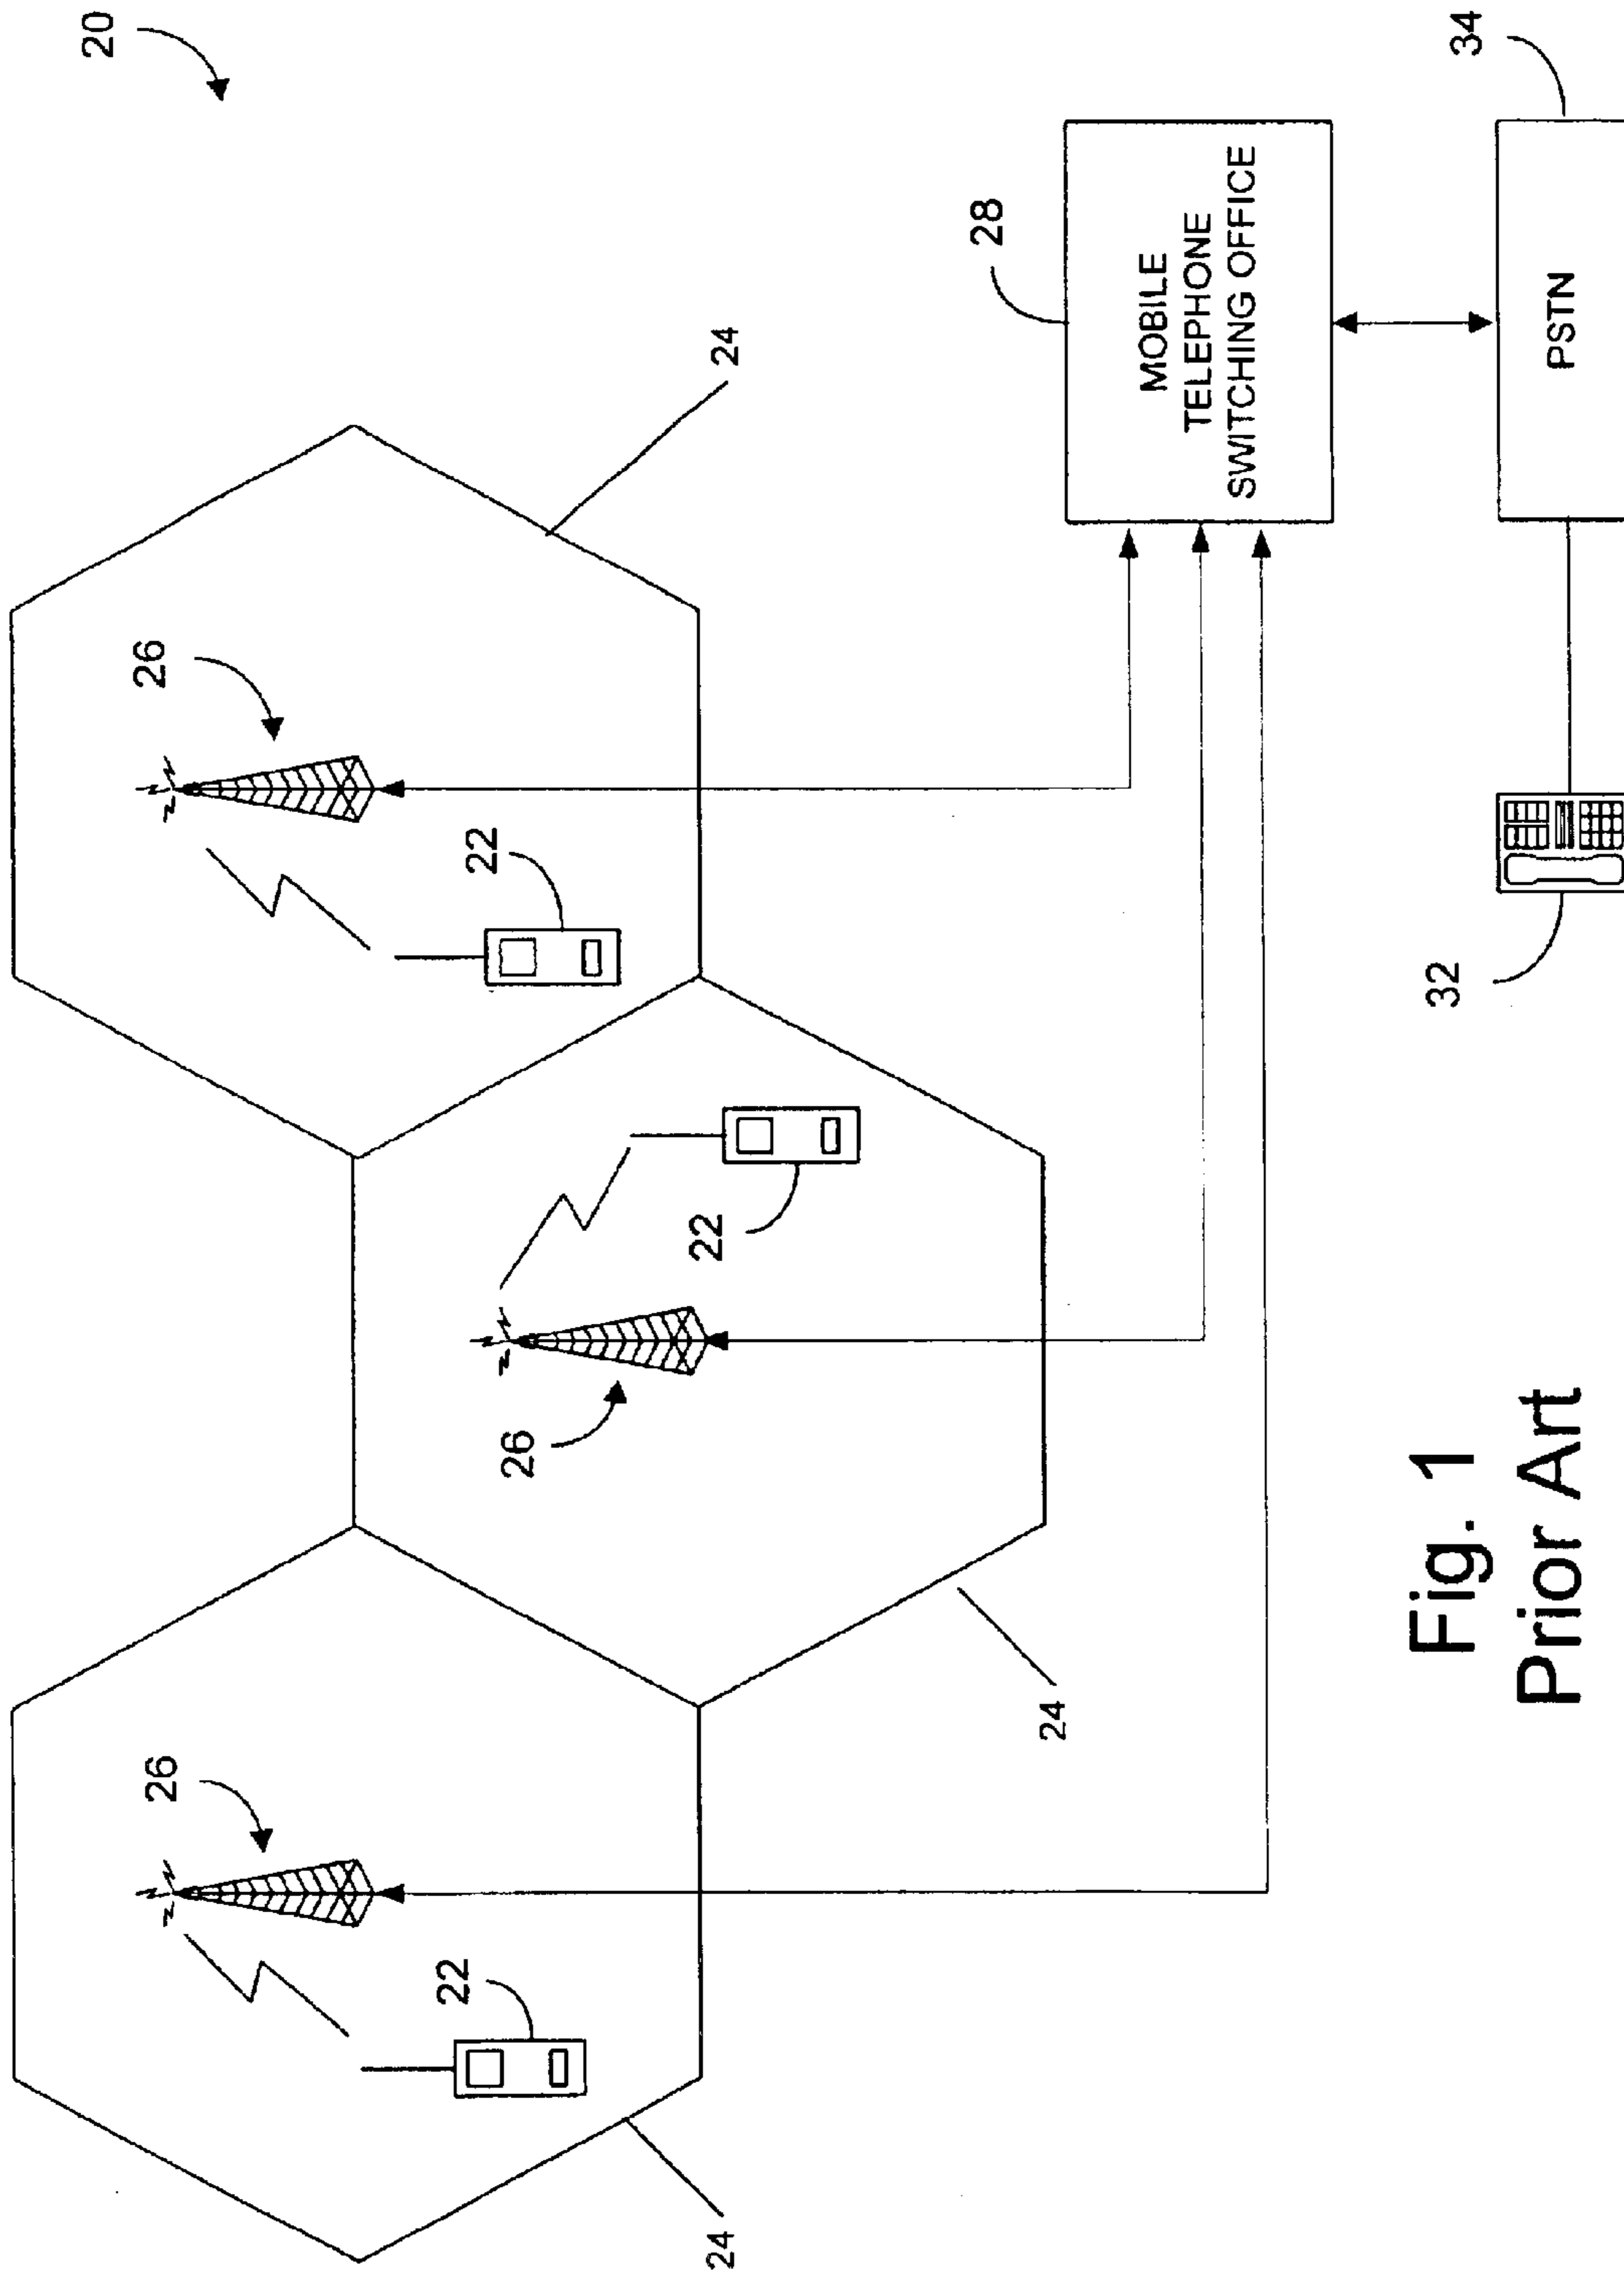 20
26
24
22
26
22
26
22
24
24
28
MOBILE
TELEPHONE
SWITCHING OFFICE
34
PSTN
32
Fig. 1
Prior Art